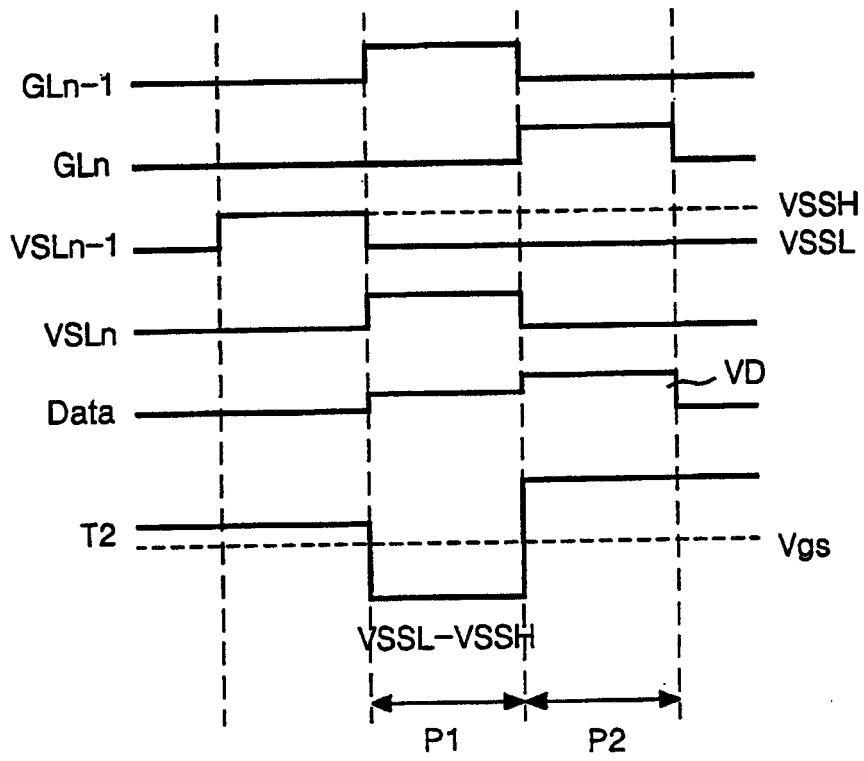 GLn-1
GLn
VSSH
VSLn-1
VSSL
VSLn
VD
Data
T2
Vgs
VSSL-VSSH
P1
P2